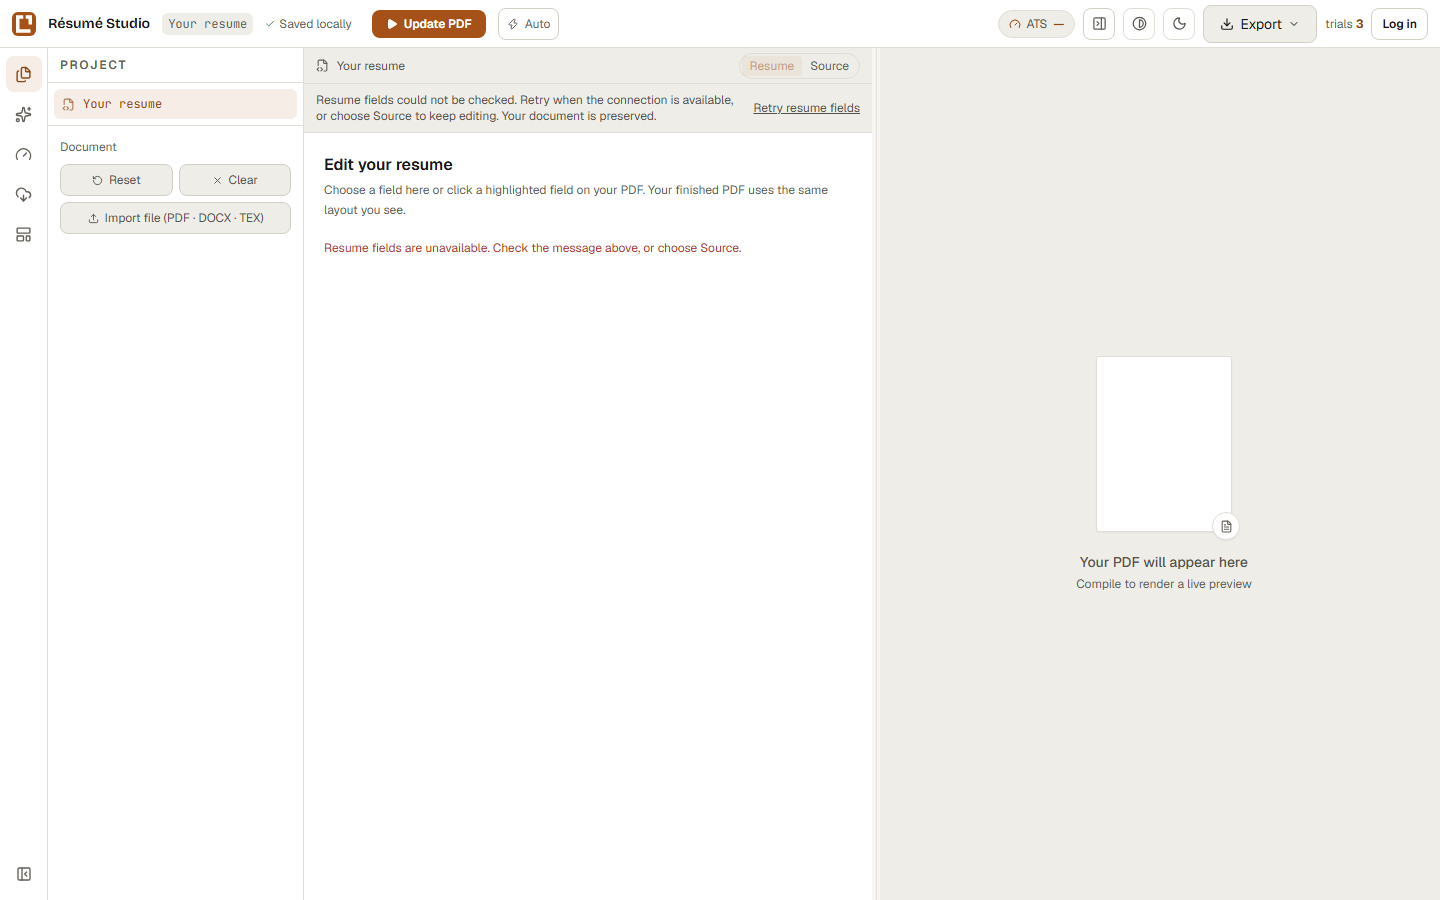 Résumé Studio
Your resume
Saved locally
Update PDF
Auto
ATS —
Export
trials 3
Log in
PROJECT
Your resume
Document
Reset
Clear
Import file (PDF · DOCX · TEX)
Your resume
Resume
Source
Resume fields could not be checked. Retry when the connection is available,
or choose Source to keep editing. Your document is preserved.
Retry resume fields
Edit your resume
Choose a field here or click a highlighted field on your PDF. Your finished PDF uses the same
layout you see.
Resume fields are unavailable. Check the message above, or choose Source.
Your PDF will appear here
Compile to render a live preview